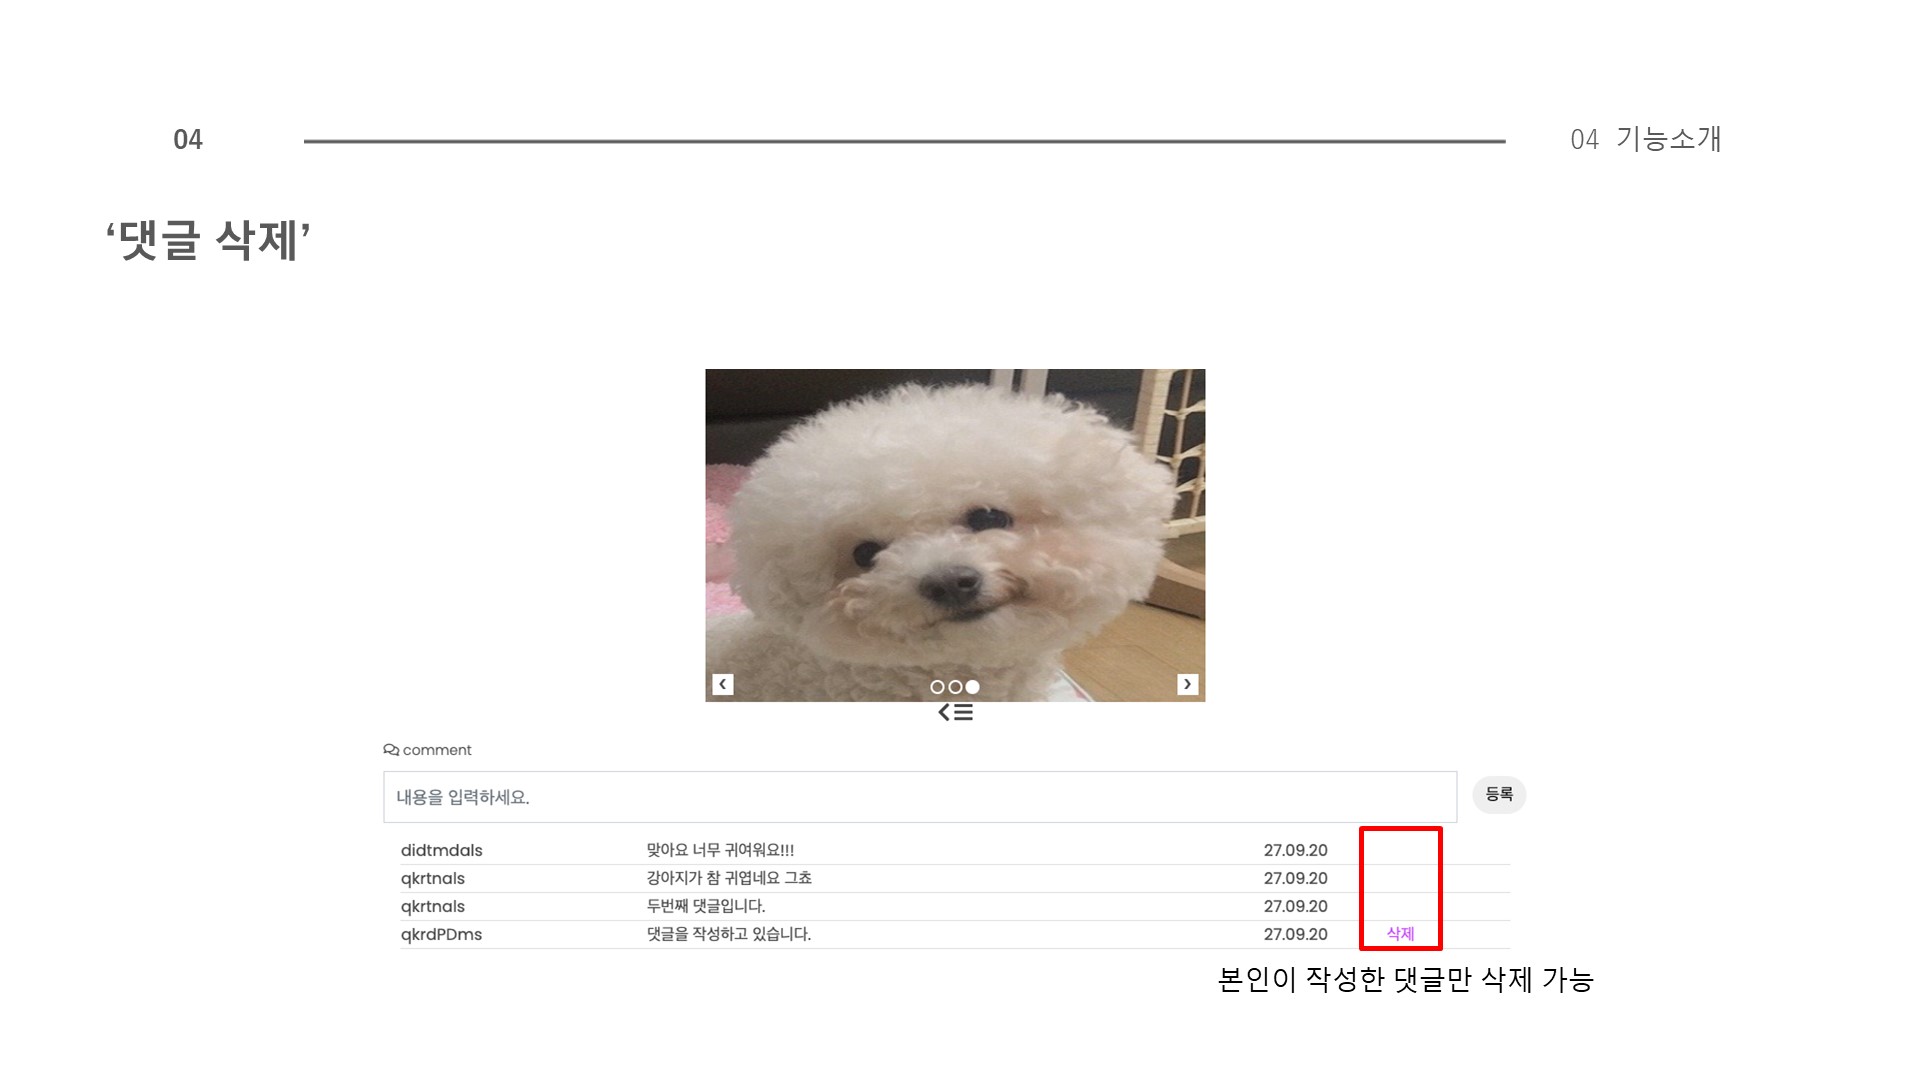 04
04 기능소개
‘댓글 삭제’
comment
내용을 입력하세요.
등록
didtmdals 맞아요 너무 귀여워요!!! 27.09.20
qkrtnals 강아지가 참 귀엽네요 그쵸 27.09.20
qkrtnals 두번째 댓글입니다. 27.09.20
qkrdPDms 댓글을 작성하고 있습니다. 27.09.20 삭제
본인이 작성한 댓글만 삭제 가능